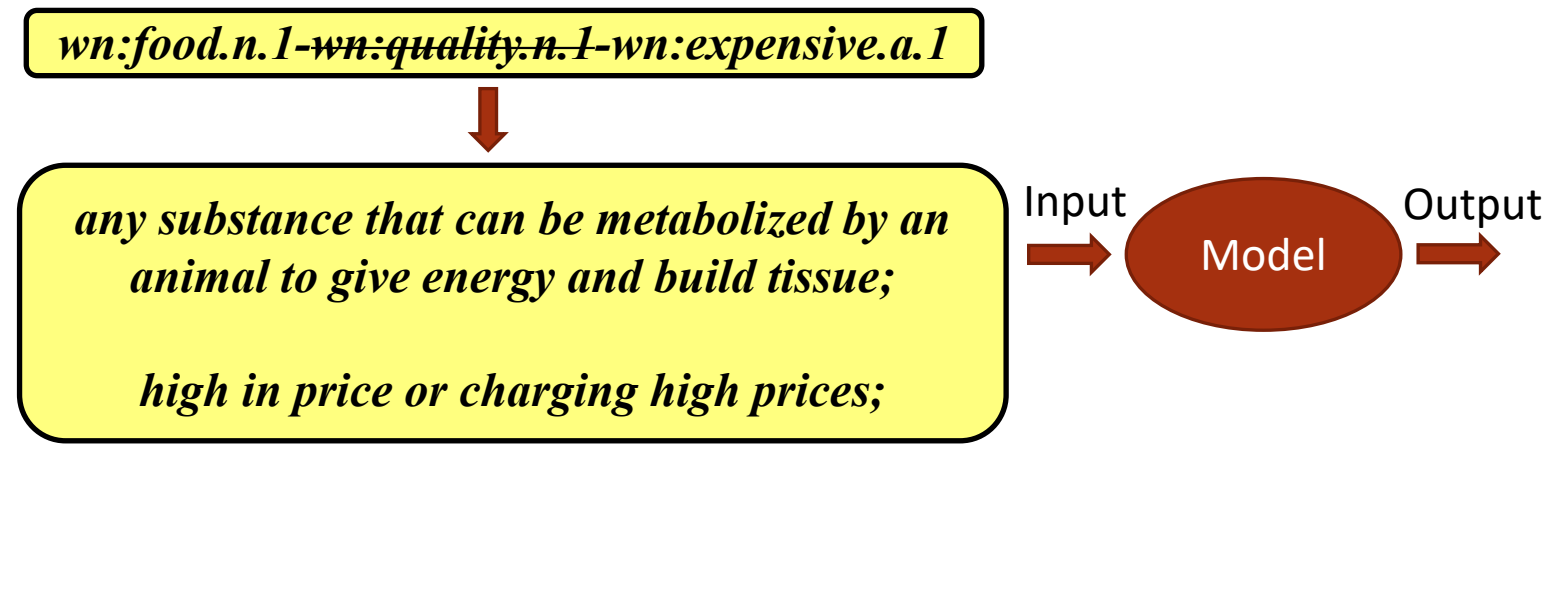 wn:food.n.1-wn:quality.n.1-wn:expensive.a.1
any substance that can be metabolized by an
animal to give energy and build tissue;
high in price or charging high prices;
Input
Model
Output